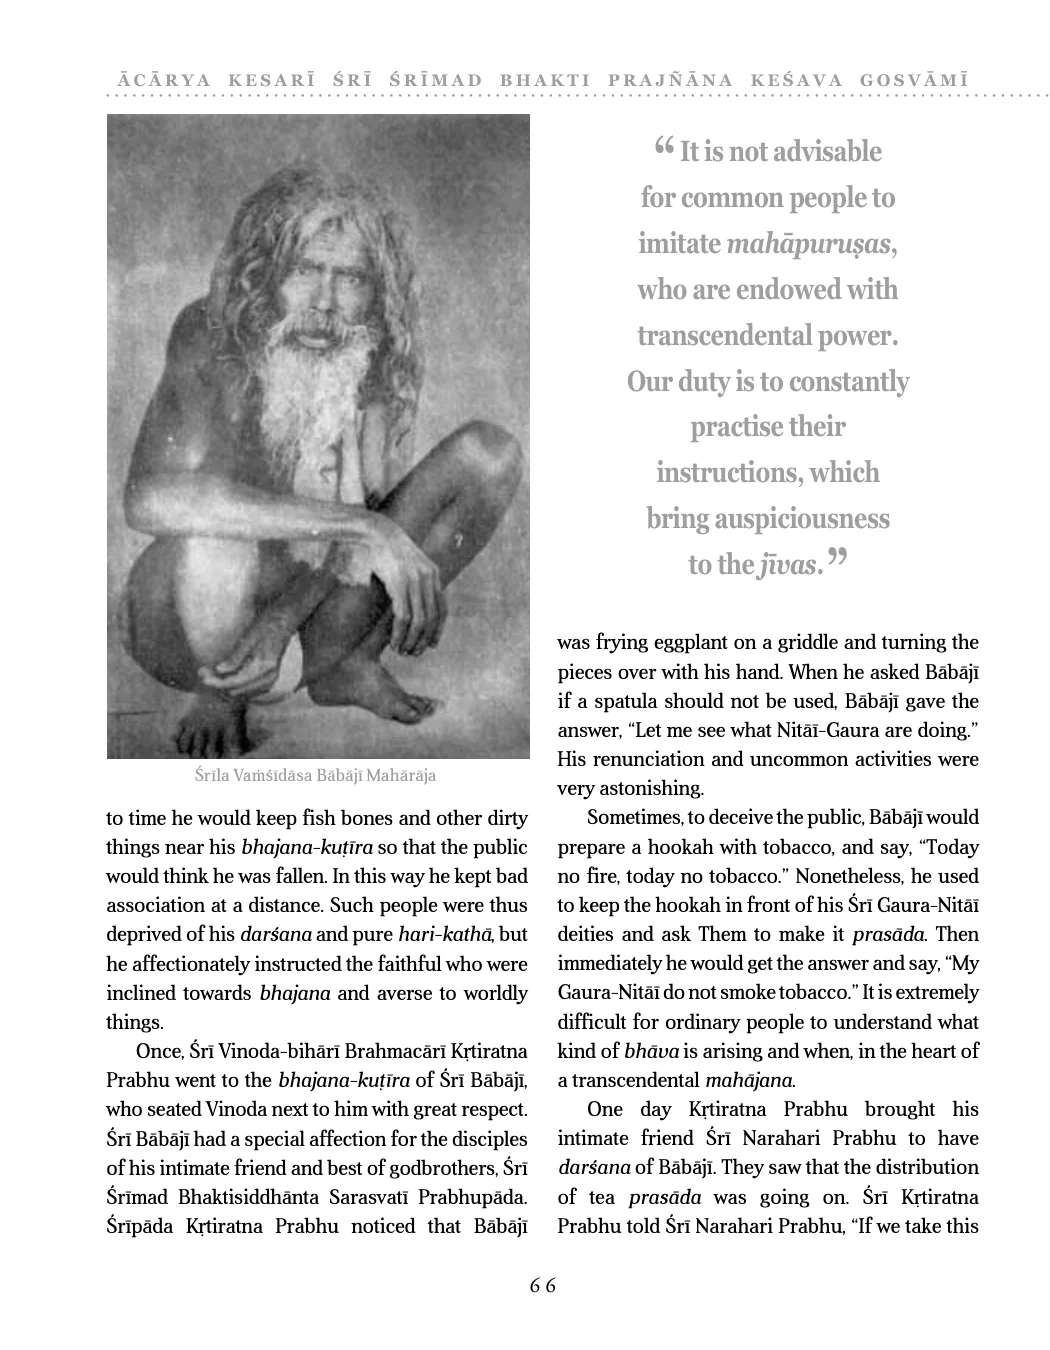 ĀCĀRYA KESARĪ ŚRĪ ŚRĪMAD BHAKTI PRAJÑĀNA KEŚAVA GOSVĀMĪ
Śrīla Vaṁśīdāsa Bābājī Mahārāja
to time he would keep fish bones and other dirty
things near his bhajana-kuṭīra so that the public
would think he was fallen. In this way he kept bad
association at a distance. Such people were thus
deprived of his darśana and pure hari-kathā, but
he affectionately instructed the faithful who were
inclined towards bhajana and averse to worldly
things.
Once, Śrī Vinoda-bihārī Brahmacārī Kṛtiratna
Prabhu went to the bhajana-kuṭīra of Śrī Bābājī,
who seated Vinoda next to him with great respect.
Śrī Bābājī had a special affection for the disciples
of his intimate friend and best of godbrothers, Śrī
Śrīmad Bhaktisiddhānta Sarasvatī Prabhupāda.
Śrīpāda Kṛtiratna Prabhu noticed that Bābājī
“It is not advisable
for common people to
imitate mahāpuruṣas,
who are endowed with
transcendental power.
Our duty is to constantly
practise their
instructions, which
bring auspiciousness
to the jīvas.”
was frying eggplant on a griddle and turning the
pieces over with his hand. When he asked Bābājī
if a spatula should not be used, Bābājī gave the
answer, “Let me see what Nitāī-Gaura are doing.”
His renunciation and uncommon activities were
very astonishing.
Sometimes, to deceive the public, Bābājī would
prepare a hookah with tobacco, and say, “Today
no fire, today no tobacco.” Nonetheless, he used
to keep the hookah in front of his Śrī Gaura-Nitāī
deities and ask Them to make it prasāda. Then
immediately he would get the answer and say, “My
Gaura-Nitāī do not smoke tobacco.” It is extremely
difficult for ordinary people to understand what
kind of bhāva is arising and when, in the heart of
a transcendental mahājana.
One day Kṛtiratna Prabhu brought his
intimate friend Śrī Narahari Prabhu to have
darśana of Bābājī. They saw that the distribution
of tea prasāda was going on. Śrī Kṛtiratna
Prabhu told Śrī Narahari Prabhu, “If we take this
66